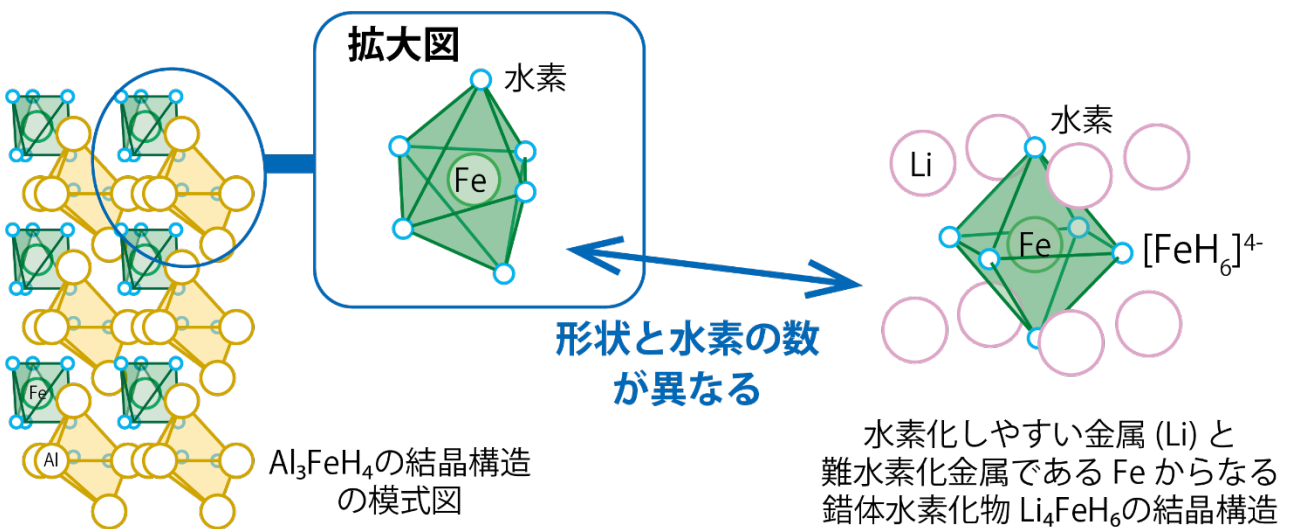 拡大図
水素
Fe
Fe
Al
Al₃FeH₄の結晶構造
の模式図
形状と水素の数
が異なる
水素
Li
Fe
[FeH₆]⁴⁻
水素化しやすい金属 (Li) と
難水素化金属である Fe からなる
錯体水素化物 Li₄FeH₆の結晶構造